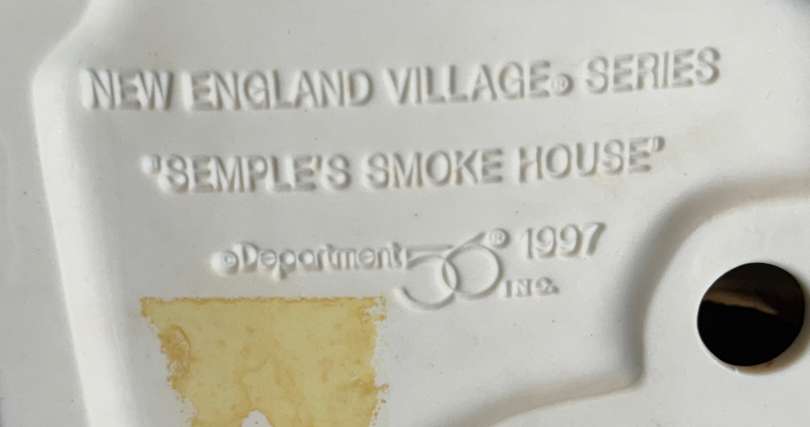 NEW ENGLAND VILLAGE® SERIES
"SEMPLE'S SMOKE HOUSE"
©Department 56® 1997
INC.